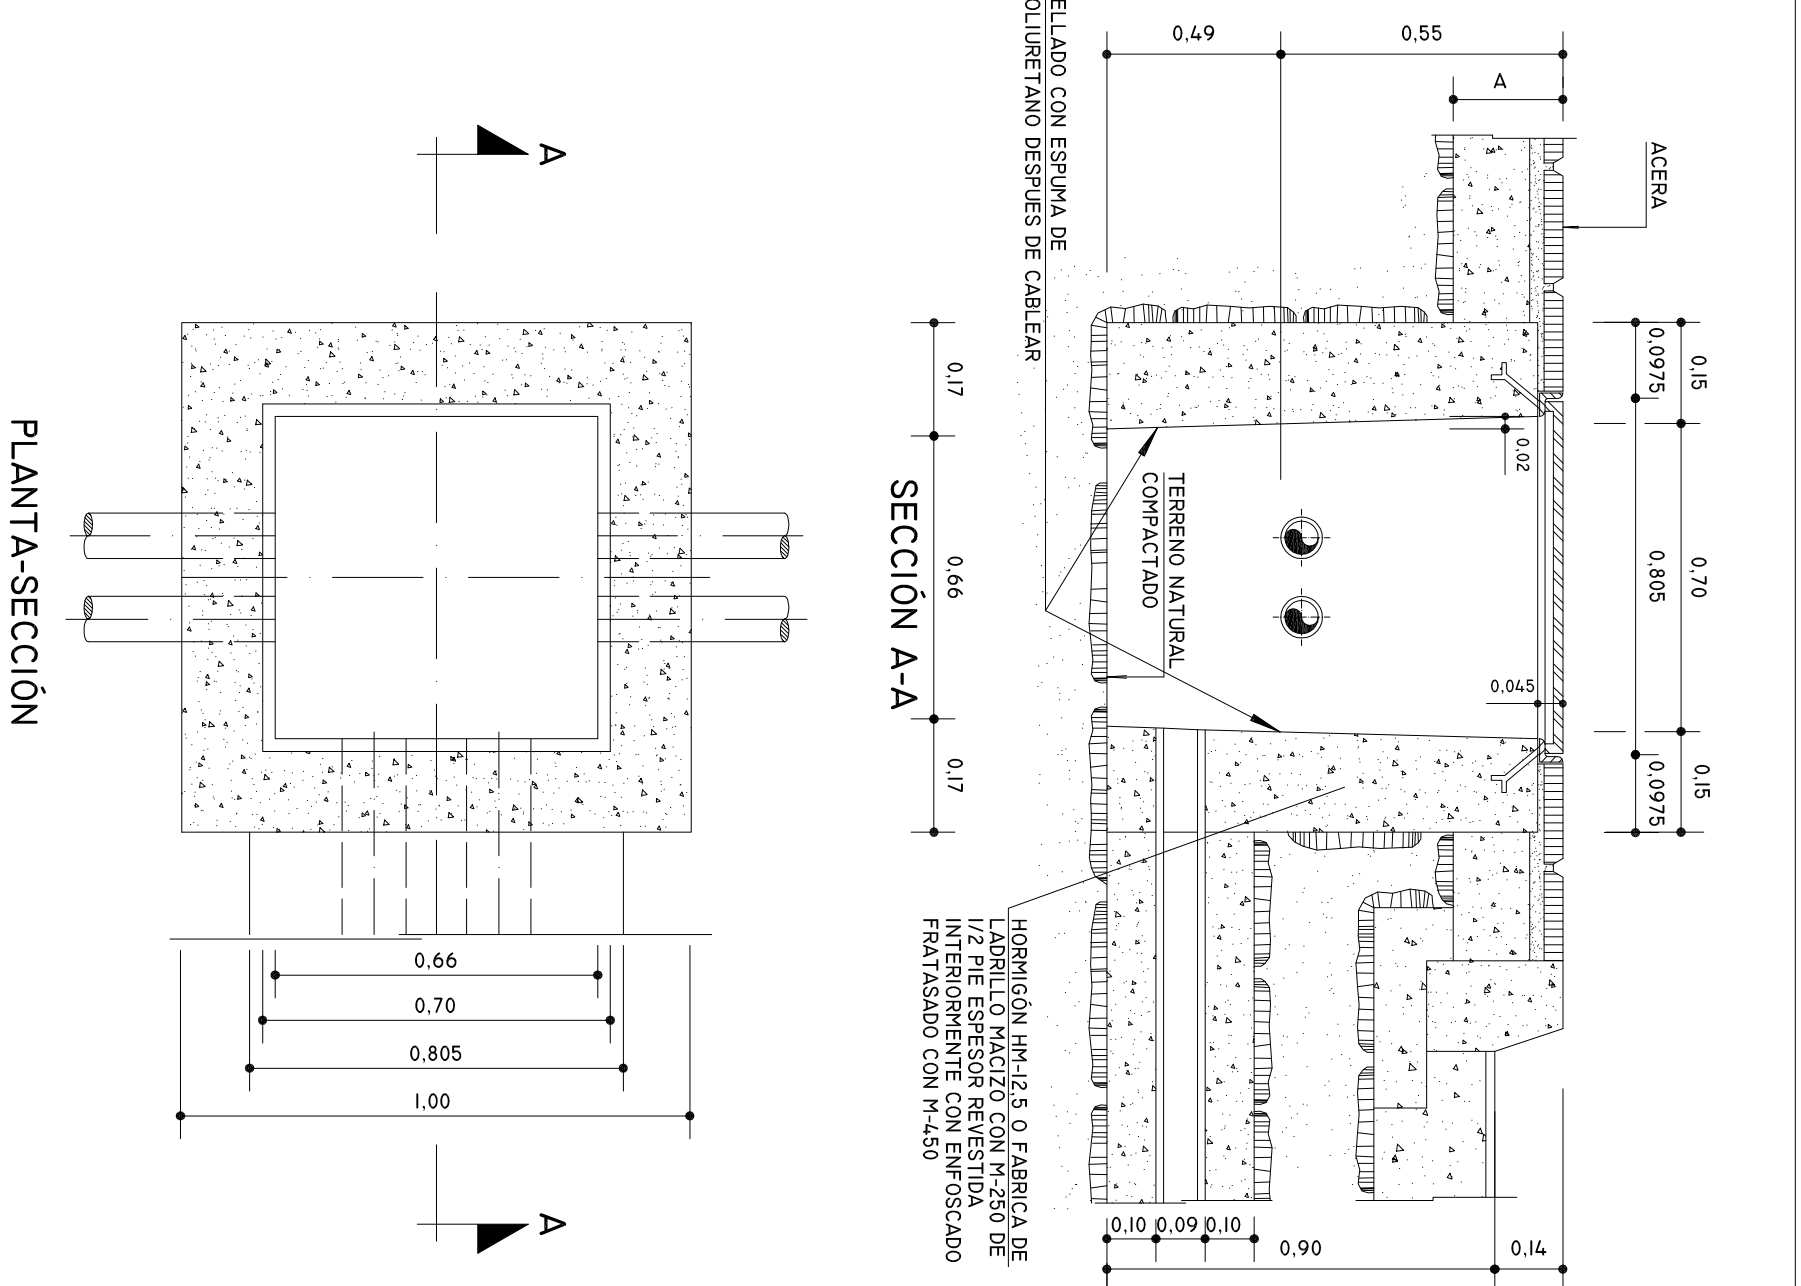 0,49
0,55
A
ACERA
ELLADO CON ESPUMA DE
OLIURETANO DESPUES DE CABLEAR
0,15
0,0975
0,70
0,805
0,15
0,0975
0,02
0,045
TERRENO NATURAL
COMPACTADO
0,17
0,66
0,17
SECCIÓN A-A
HORMIGÓN HM-12,5 O FABRICA DE
LADRILLO MACIZO CON M-250 DE
1/2 PIE ESPESOR REVESTIDA
INTERIORMENTE CON ENFOSCADO
FRATASADO CON M-450
0,10
0,09
0,10
0,90
0,14
A
A
0,66
0,70
0,805
1,00
PLANTA-SECCIÓN